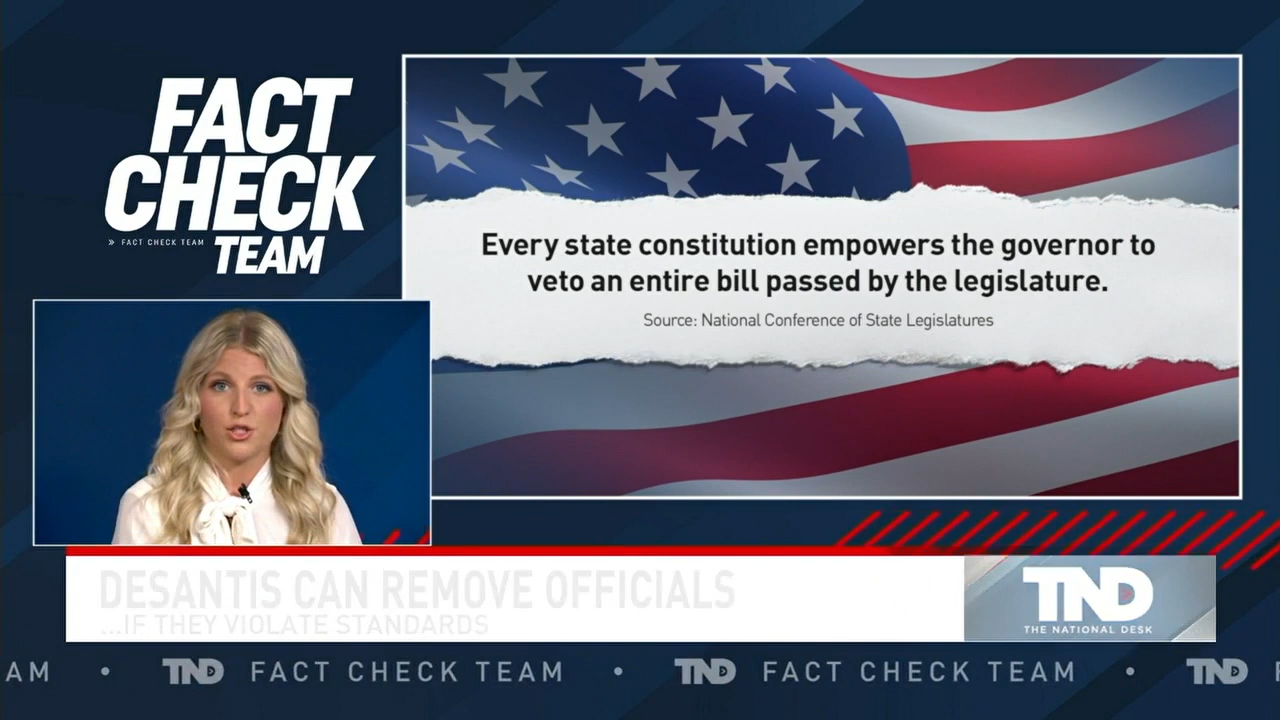 FACT
CHECK
» FACT CHECK TEAM
TEAM
Every state constitution empowers the governor to
veto an entire bill passed by the legislature.
Source: National Conference of State Legislatures
DESANTIS CAN REMOVE OFFICIALS
...IF THEY VIOLATE STANDARDS
TND
THE NATIONAL DESK
AM • TND FACT CHECK TEAM • TND FACT CHECK TEAM • TND